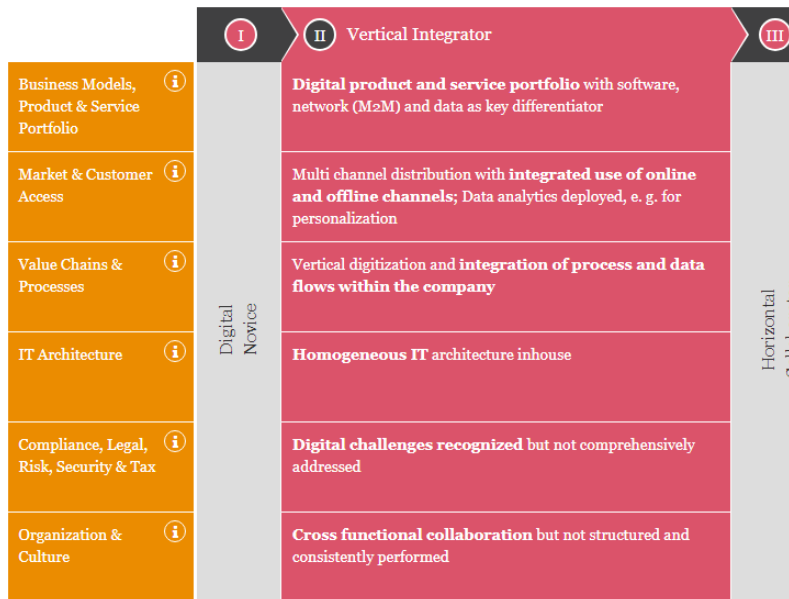 I
II Vertical Integrator
III
Business Models,
Product & Service
Portfolio
Digital product and service portfolio with software,
network (M2M) and data as key differentiator
Market & Customer
Access
Multi channel distribution with integrated use of online
and offline channels; Data analytics deployed, e. g. for
personalization
Value Chains &
Processes
Vertical digitization and integration of process and data
flows within the company
IT Architecture
Homogeneous IT architecture inhouse
Compliance, Legal,
Risk, Security & Tax
Digital challenges recognized but not comprehensively
addressed
Organization &
Culture
Cross functional collaboration but not structured and
consistently performed
Digital
Novice
Horizontal